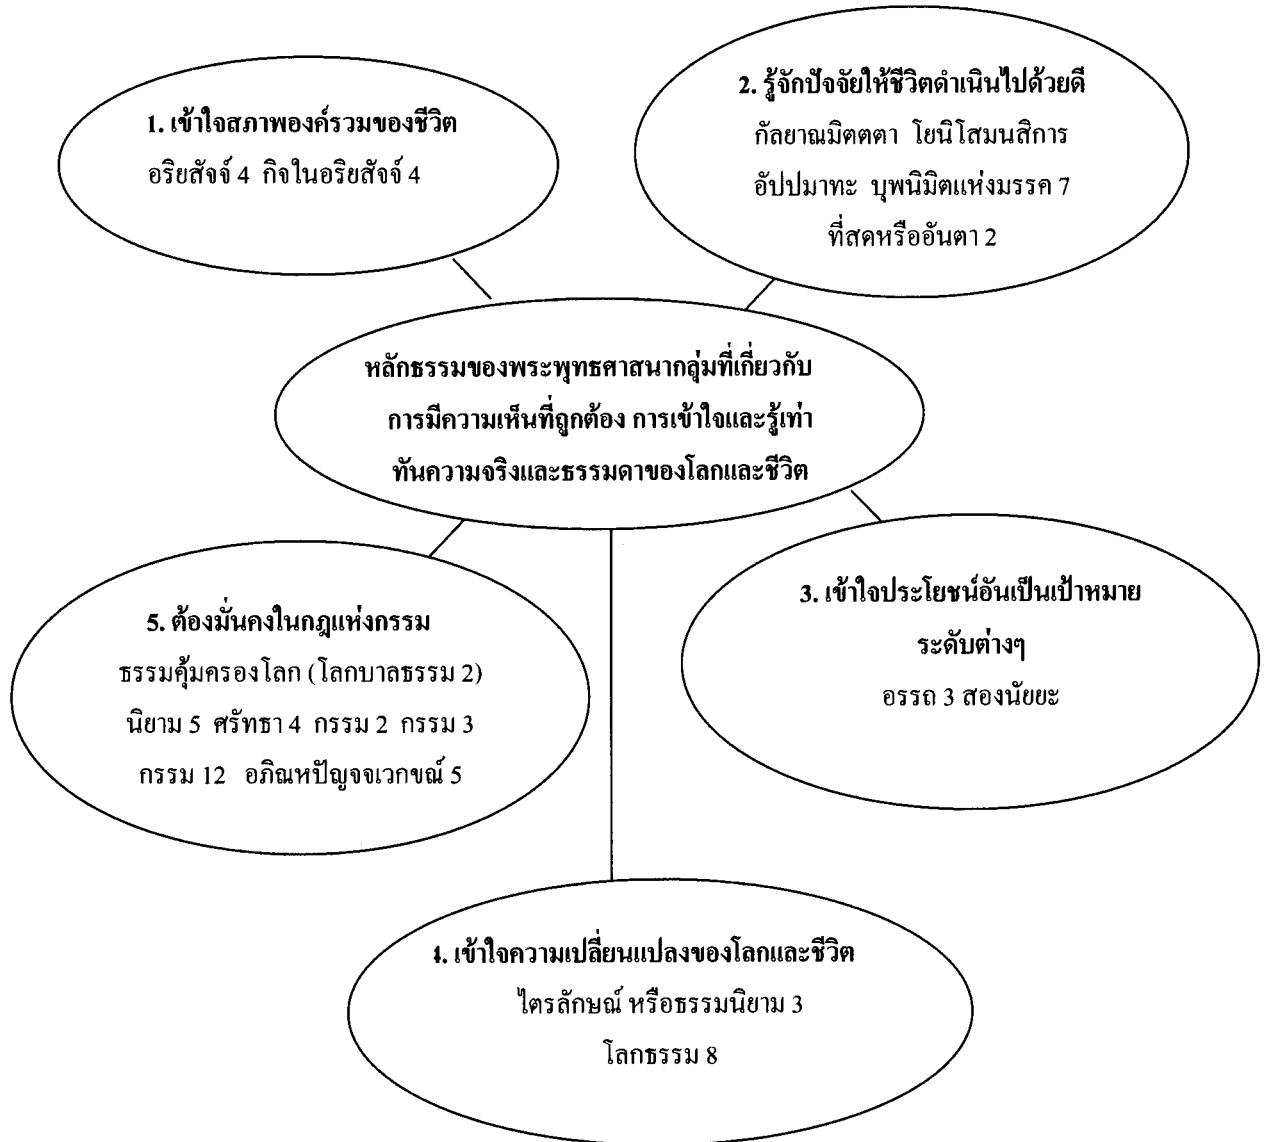 1. เข้าใจสภาพองค์รวมของชีวิต
อริยสัจจ์ 4 กิจในอริยสัจจ์ 4
2. รู้จักปัจจัยให้ชีวิตดำเนินไปด้วยดี
กัลยาณมิตตตา โยนิโสมนสิการ
อัปปมาทะ บุพนิมิตแห่งมรรค 7
ที่สดหรืออันตา 2
หลักธรรมของพระพุทธศาสนากลุ่มที่เกี่ยวกับ
การมีความเห็นที่ถูกต้อง การเข้าใจและรู้เท่า
ทันความจริงและธรรมดาของโลกและชีวิต
3. เข้าใจประโยชน์อันเป็นเป้าหมาย
ระดับต่างๆ
อรรถ 3 สองนัยยะ
5. ต้องมั่นคงในกฎแห่งกรรม
ธรรมคุ้มครองโลก (โลกบาลธรรม 2)
นิยาม 5 ศรัทธา 4 กรรม 2 กรรม 3
กรรม 12 อภิณหปัญจจเวกขณ์ 5
4. เข้าใจความเปลี่ยนแปลงของโลกและชีวิต
ไตรลักษณ์ หรือธรรมนิยาม 3
โลกธรรม 8